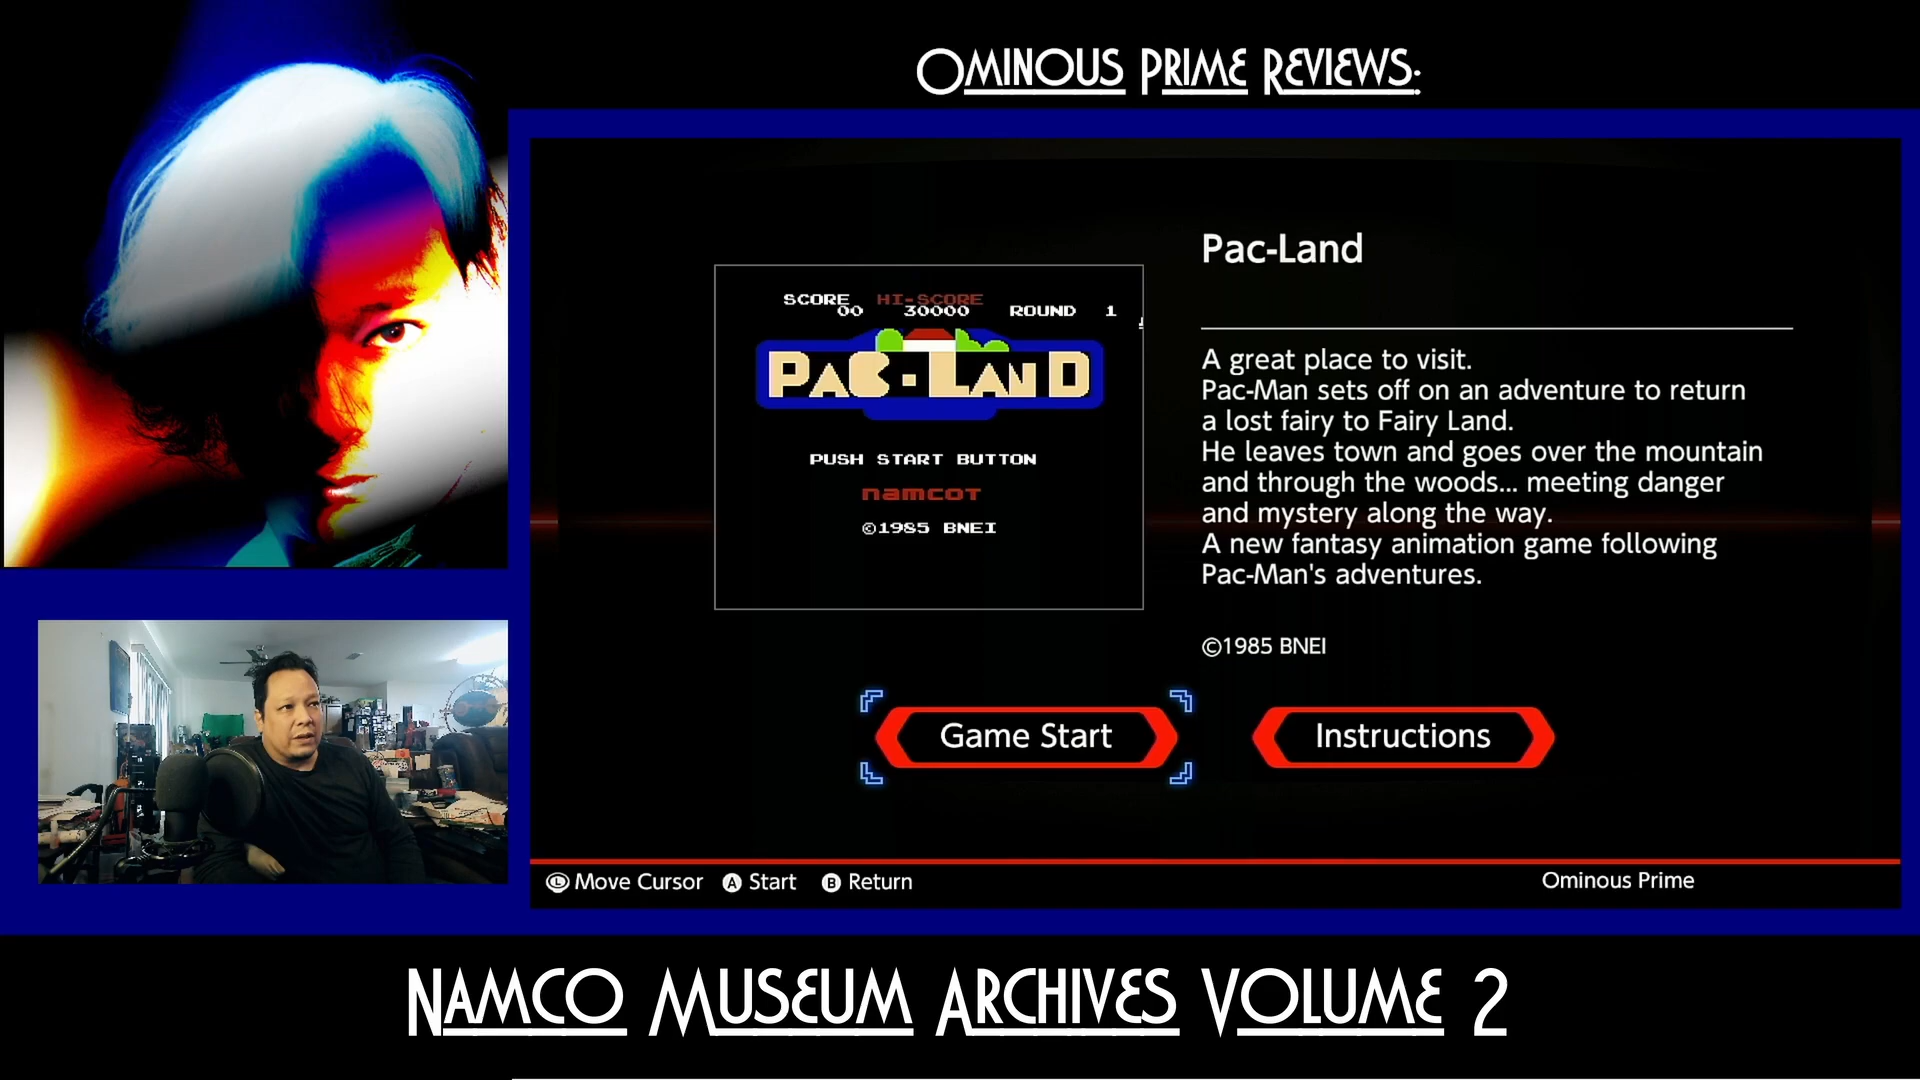 Ominous Prime Reviews:
Pac-Land
SCORE HI-SCORE
00 30000 ROUND 1
PAC-LAND
PUSH START BUTTON
namcot
©1985 BNEI
A great place to visit.
Pac-Man sets off on an adventure to return
a lost fairy to Fairy Land.
He leaves town and goes over the mountain
and through the woods... meeting danger
and mystery along the way.
A new fantasy animation game following
Pac-Man's adventures.
©1985 BNEI
Game Start
Instructions
L Move Cursor A Start B Return
Ominous Prime
Namco Museum Archives Volume 2